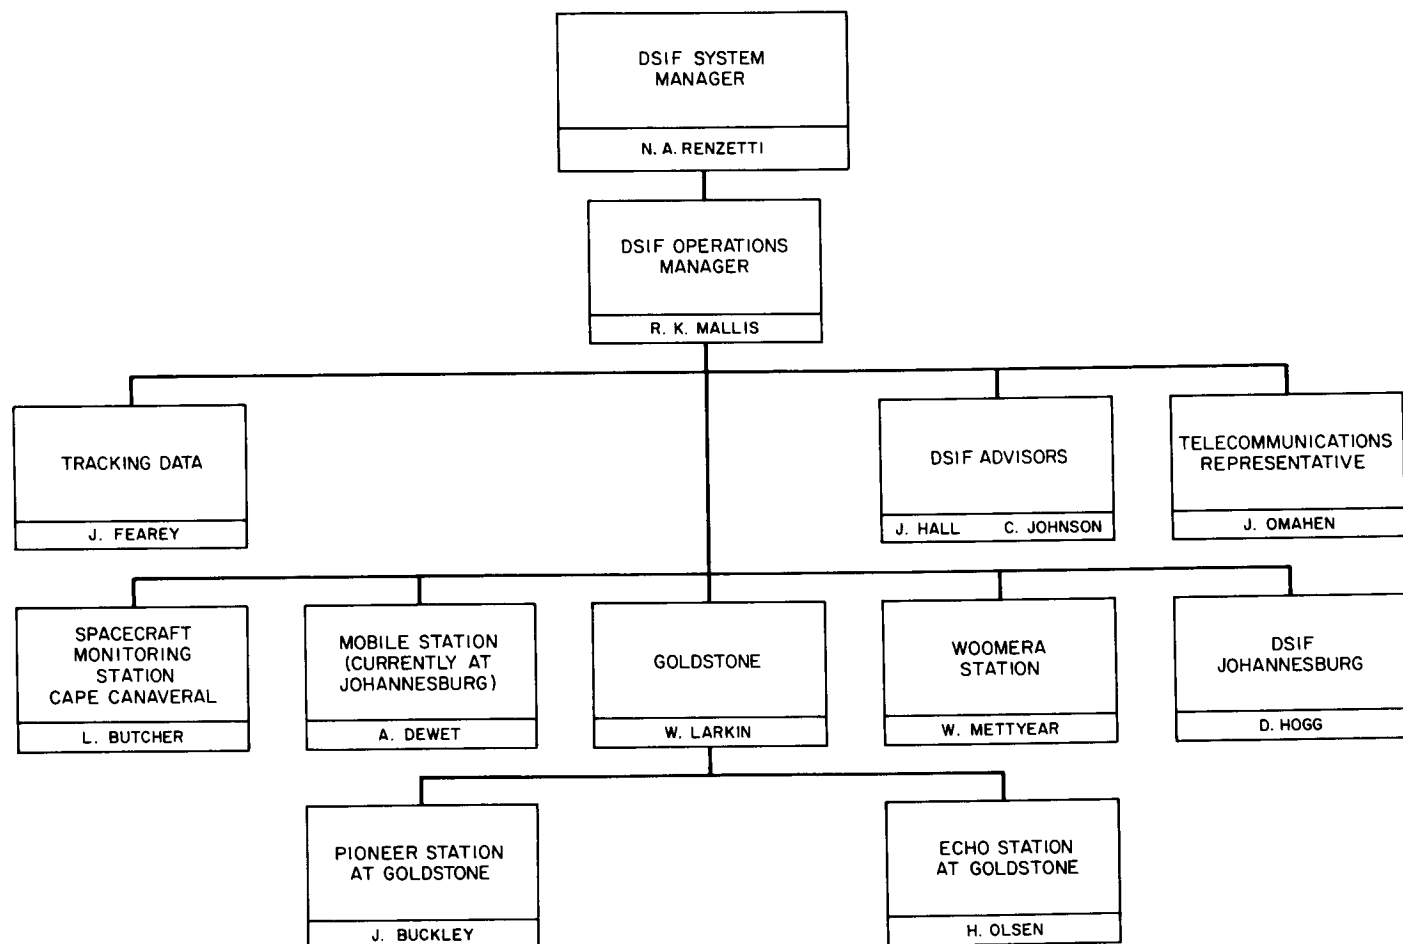 DSIF SYSTEM
MANAGER
N. A. RENZETTI
DSIF OPERATIONS
MANAGER
R. K. MALLIS
TRACKING DATA
J. FEAREY
DSIF ADVISORS
J. HALL C. JOHNSON
TELECOMMUNICATIONS
REPRESENTATIVE
J. OMAHEN
SPACECRAFT
MONITORING
STATION
CAPE CANAVERAL
L. BUTCHER
MOBILE STATION
(CURRENTLY AT
JOHANNESBURG)
A. DEWET
GOLDSTONE
W. LARKIN
WOOMERA
STATION
W. METTYEAR
DSIF
JOHANNESBURG
D. HOGG
PIONEER STATION
AT GOLDSTONE
J. BUCKLEY
ECHO STATION
AT GOLDSTONE
H. OLSEN